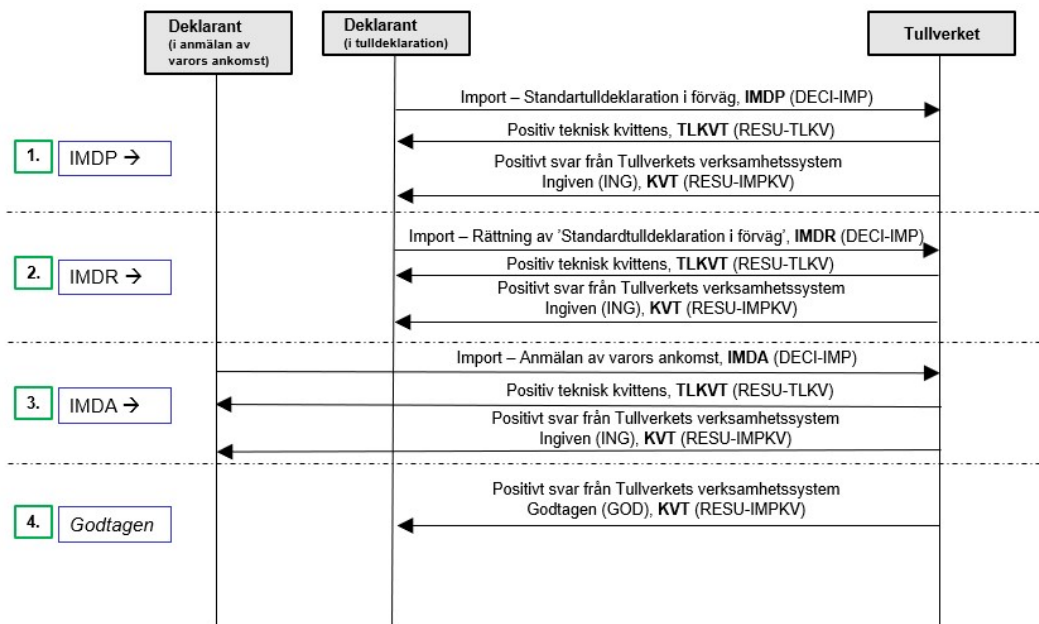 Deklarant
(i anmälan av
varors ankomst)
Deklarant
(i tulldeklaration)
Tullverket
Import – Standartulldeklaration i förväg, IMDP (DECI-IMP)
Positiv teknisk kvittens, TLKVT (RESU-TLKV)
1.
IMDP →
Positivt svar från Tullverkets verksamhetssystem
Ingiven (ING), KVT (RESU-IMPKV)
Import – Rättning av ’Standardtulldeklaration i förväg’, IMDR (DECI-IMP)
2.
IMDR →
Positiv teknisk kvittens, TLKVT (RESU-TLKV)
Positivt svar från Tullverkets verksamhetssystem
Ingiven (ING), KVT (RESU-IMPKV)
Import – Anmälan av varors ankomst, IMDA (DECI-IMP)
3.
IMDA →
Positiv teknisk kvittens, TLKVT (RESU-TLKV)
Positivt svar från Tullverkets verksamhetssystem
Ingiven (ING), KVT (RESU-IMPKV)
4.
Godtagen
Positivt svar från Tullverkets verksamhetssystem
Godtagen (GOD), KVT (RESU-IMPKV)